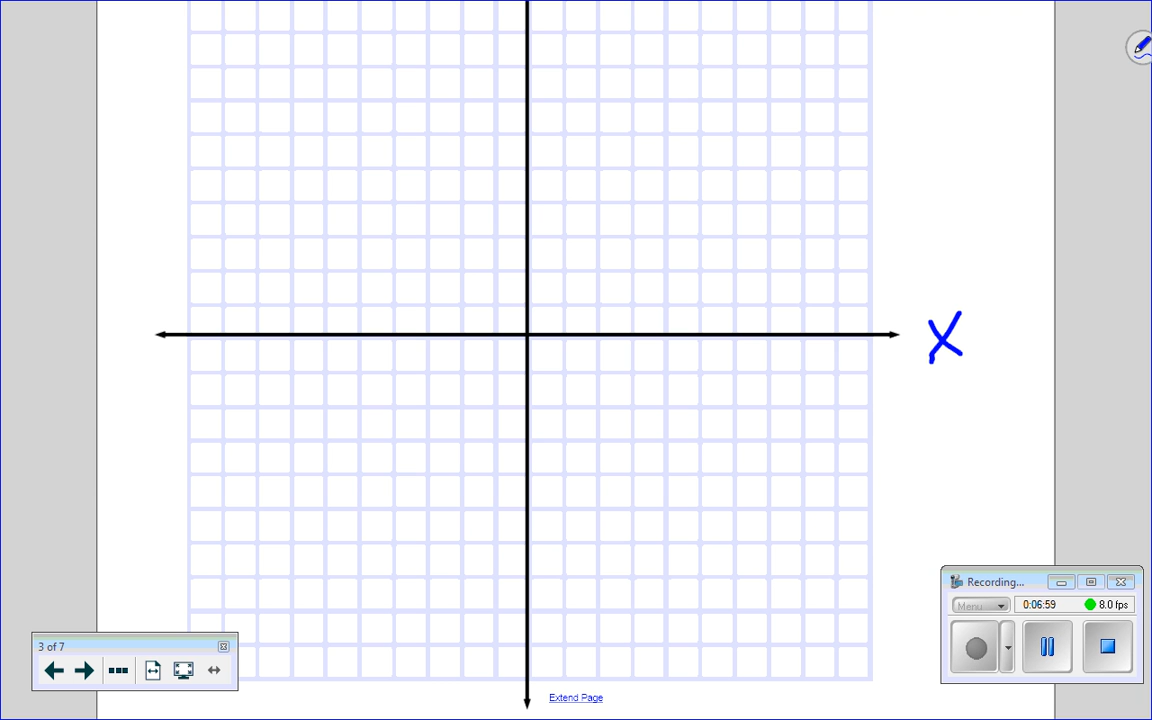 X
Recording...
Menu
0:06:59
8.0 fps
3 of 7
Extend Page